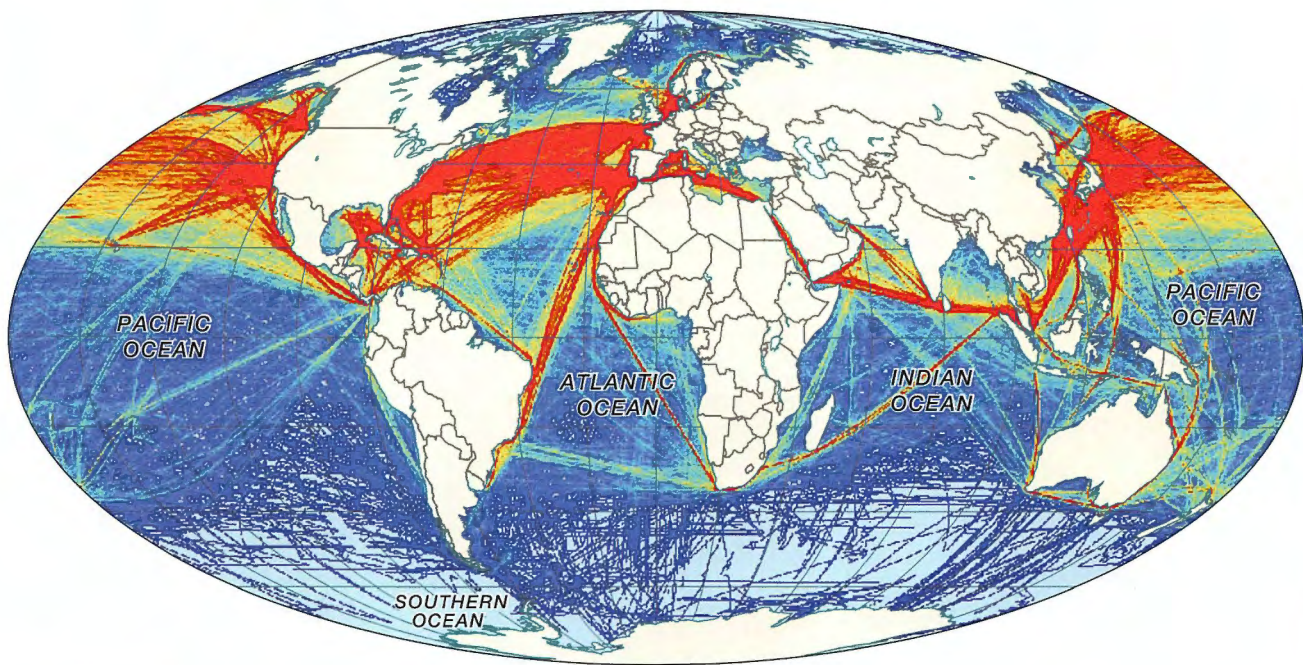 PACIFIC
OCEAN
ATLANTIC
OCEAN
INDIAN
OCEAN
PACIFIC
OCEAN
SOUTHERN
OCEAN